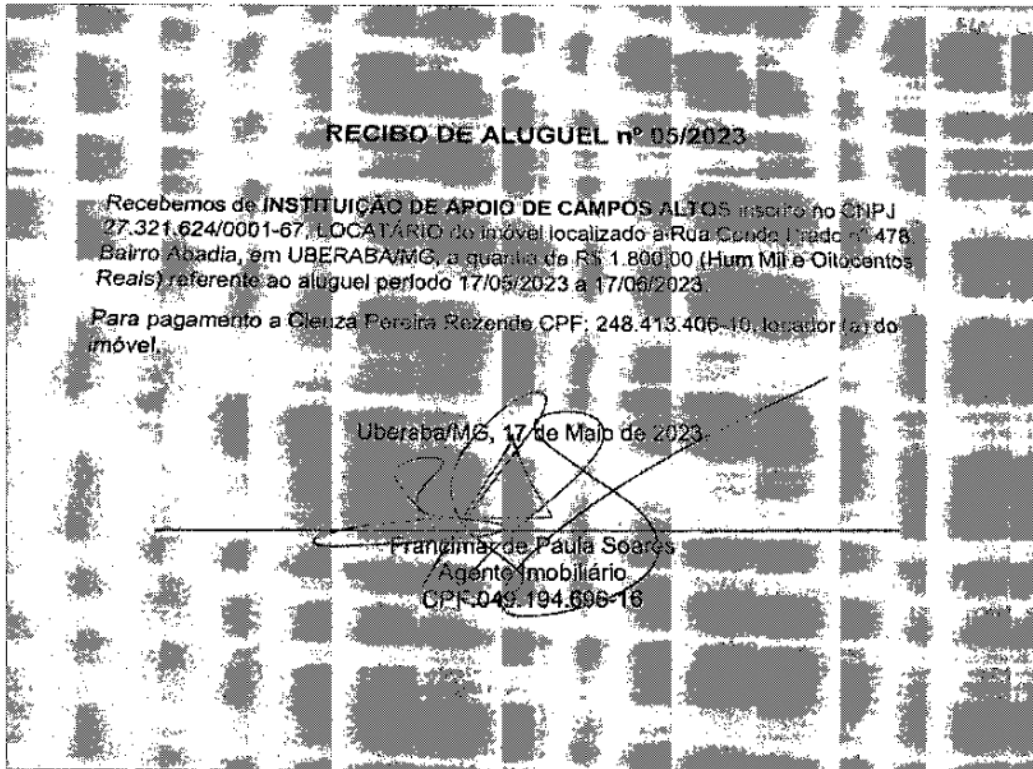 RECIBO DE ALUGUEL nº 05/2023
Recebemos de INSTITUIÇÃO DE APOIO DE CAMPOS ALTOS inscrito no CNPJ
27.321.624/0001-67, LOCATÁRIO do imóvel localizado a Rua Conde Prado nº 478,
Bairro Abadia, em UBERABA/MG, a quantia de R$ 1.800,00 (Hum Mil e Oitocentos
Reais) referente ao aluguel período 17/05/2023 a 17/06/2023.
Para pagamento a Cleuza Pereira Rezende CPF: 248.413.406-10, locador (a) do
imóvel.
Uberaba/MG, 17 de Maio de 2023.
Francimar de Paula Soares
Agente Imobiliário
CPF:049.194.696-16